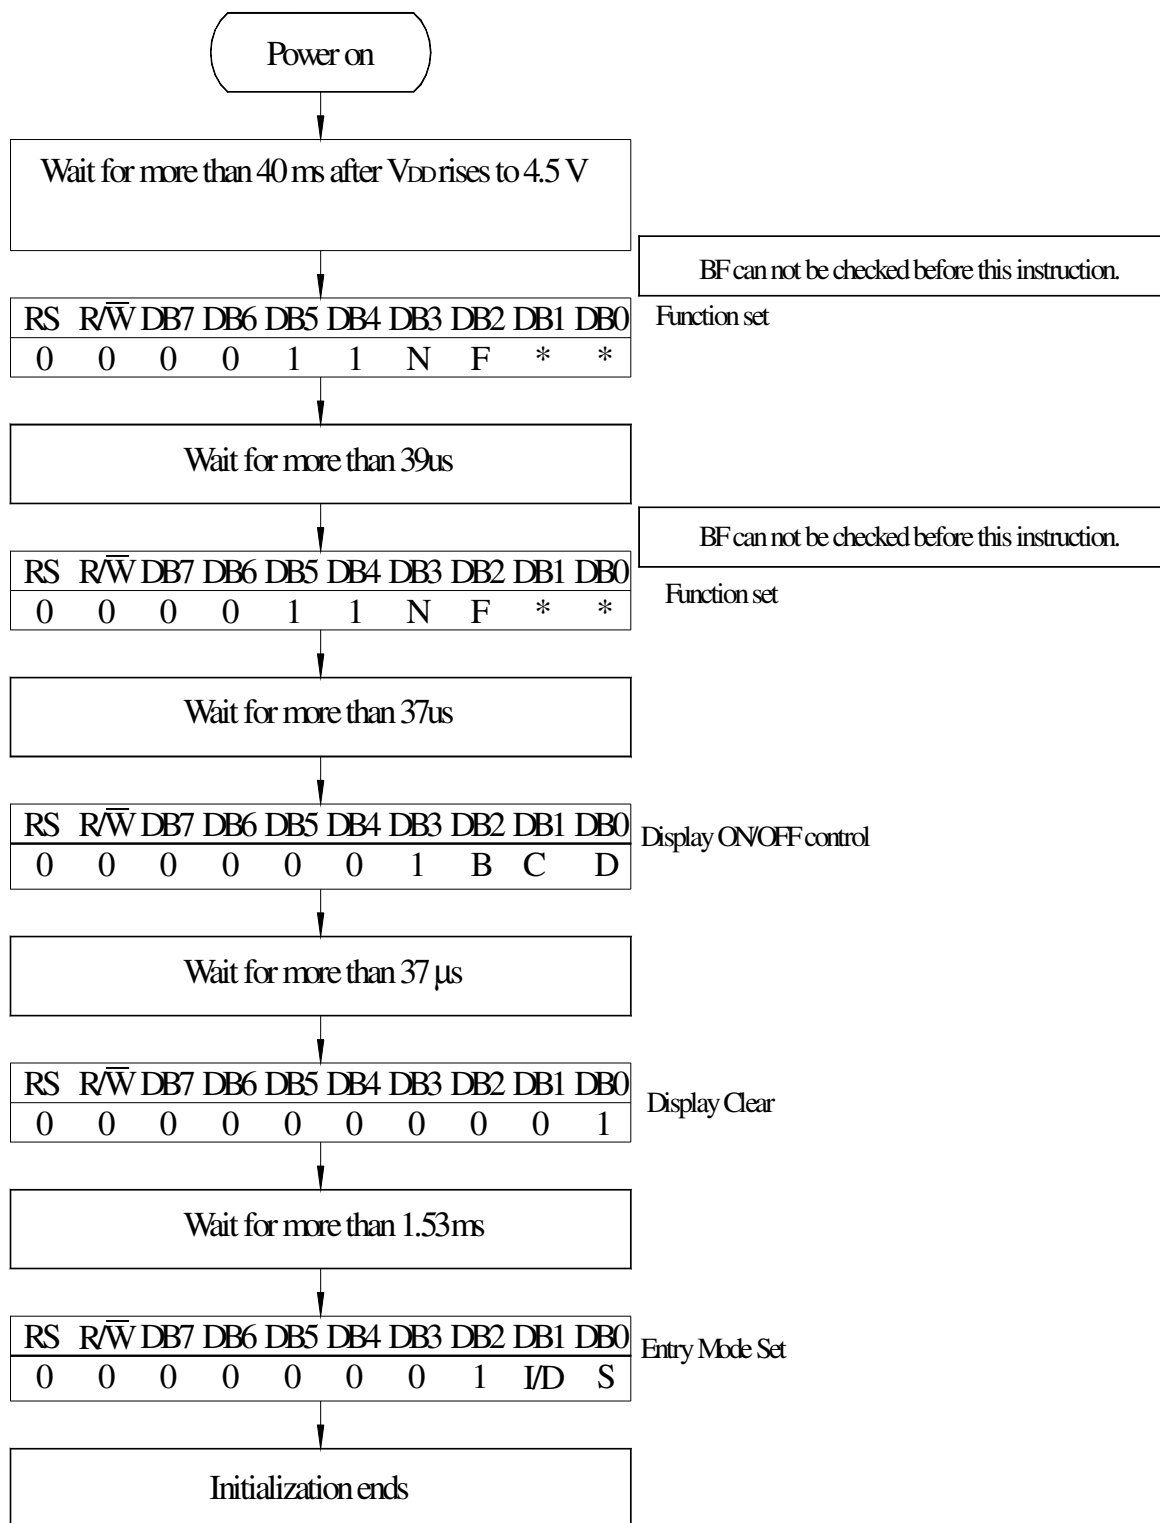 Power on
Wait for more than 40 ms after VDD rises to 4.5 V
BF can not be checked before this instruction.
RS R/W̅ DB7 DB6 DB5 DB4 DB3 DB2 DB1 DB0
Function set
0 0 0 0 1 1 N F * *
Wait for more than 39us
BF can not be checked before this instruction.
RS R/W̅ DB7 DB6 DB5 DB4 DB3 DB2 DB1 DB0
Function set
0 0 0 0 1 1 N F * *
Wait for more than 37us
RS R/W̅ DB7 DB6 DB5 DB4 DB3 DB2 DB1 DB0
Display ON/OFF control
0 0 0 0 0 0 1 B C D
Wait for more than 37 µs
RS R/W̅ DB7 DB6 DB5 DB4 DB3 DB2 DB1 DB0
Display Clear
0 0 0 0 0 0 0 0 0 1
Wait for more than 1.53ms
RS R/W̅ DB7 DB6 DB5 DB4 DB3 DB2 DB1 DB0
Entry Mode Set
0 0 0 0 0 0 0 1 I/D S
Initialization ends